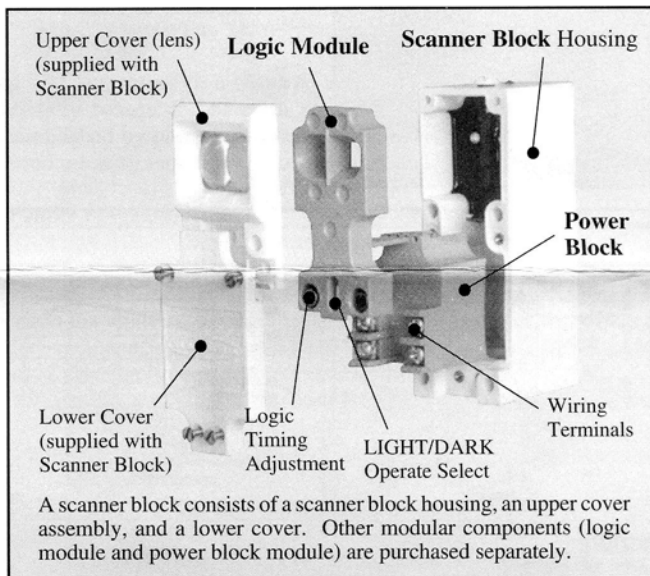 Upper Cover (lens)
(supplied with
Scanner Block)
Logic Module
Scanner Block Housing
Power
Block
Lower Cover
(supplied with
Scanner Block)
Logic
Timing
Adjustment
LIGHT/DARK
Operate Select
Wiring
Terminals
A scanner block consists of a scanner block housing, an upper cover
assembly, and a lower cover. Other modular components (logic
module and power block module) are purchased separately.